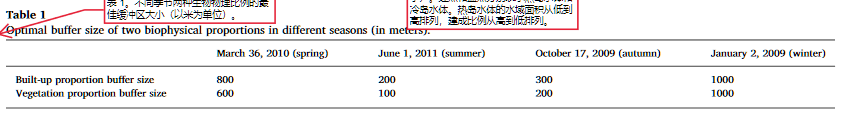 表 1。不同季节两种生物物理比例的最
佳缓冲区大小（以米为单位）。
冷岛水体。热岛水体的水域面积从低到
高排列，建成比例从高到低排列。
Table 1
Optimal buffer size of two biophysical proportions in different seasons (in meters).
March 36, 2010 (spring) June 1, 2011 (summer) October 17, 2009 (autumn) January 2, 2009 (winter)
Built-up proportion buffer size 800 200 300 1000
Vegetation proportion buffer size 600 100 200 1000